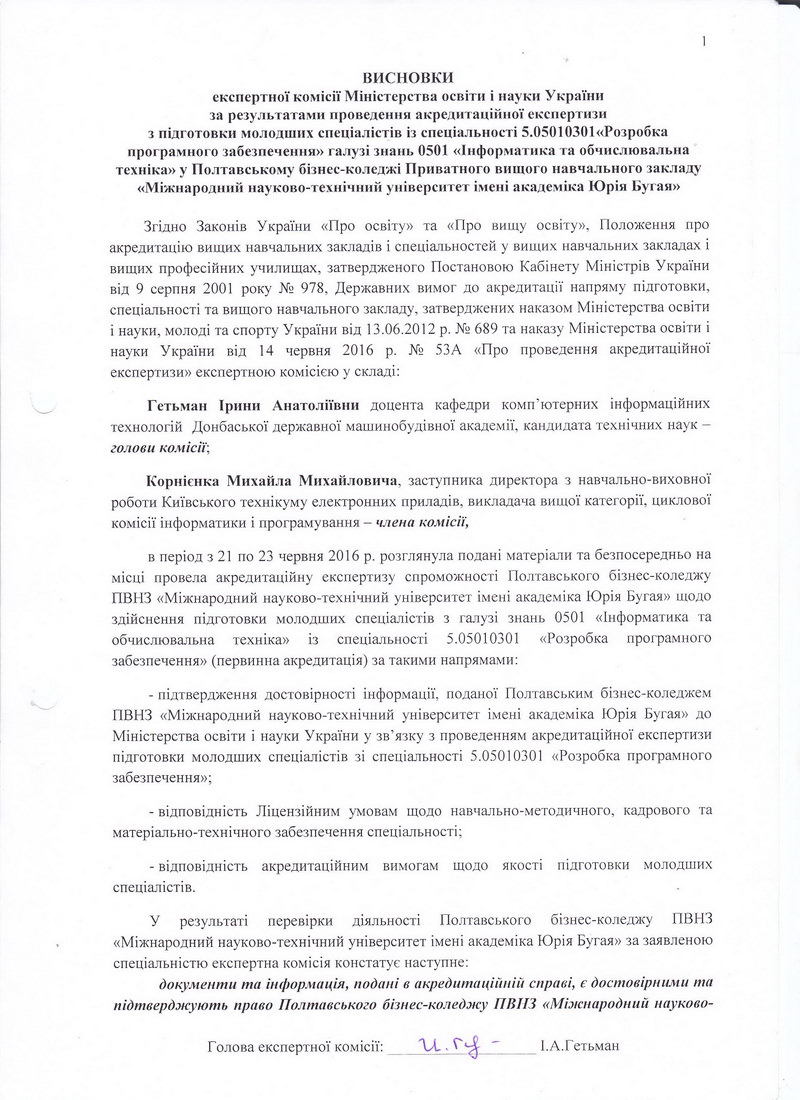 1
ВИСНОВКИ
експертної комісії Міністерства освіти і науки України
за результатами проведення акредитаційної експертизи
з підготовки молодших спеціалістів із спеціальності 5.05010301«Розробка
програмного забезпечення» галузі знань 0501 «Інформатика та обчислювальна
техніка» у Полтавському бізнес-коледжі Приватного вищого навчального закладу
«Міжнародний науково-технічний університет імені академіка Юрія Бугая»
Згідно Законів України «Про освіту» та «Про вищу освіту», Положення про
акредитацію вищих навчальних закладів і спеціальностей у вищих навчальних закладах і
вищих професійних училищах, затвердженого Постановою Кабінету Міністрів України
від 9 серпня 2001 року № 978, Державних вимог до акредитації напряму підготовки,
спеціальності та вищого навчального закладу, затверджених наказом Міністерства освіти
і науки, молоді та спорту України від 13.06.2012 р. № 689 та наказу Міністерства освіти і
науки України від 14 червня 2016 р. № 53А «Про проведення акредитаційної
експертизи» експертною комісією у складі:
Гетьман Ірини Анатоліївни доцента кафедри комп’ютерних інформаційних
технологій Донбаської державної машинобудівної академії, кандидата технічних наук –
голови комісії;
Корнієнка Михайла Михайловича, заступника директора з навчально-виховної
роботи Київського технікуму електронних приладів, викладача вищої категорії, циклової
комісії інформатики і програмування – члена комісії,
в період з 21 по 23 червня 2016 р. розглянула подані матеріали та безпосередньо на
місці провела акредитаційну експертизу спроможності Полтавського бізнес-коледжу
ПВНЗ «Міжнародний науково-технічний університет імені академіка Юрія Бугая» щодо
здійснення підготовки молодших спеціалістів з галузі знань 0501 «Інформатика та
обчислювальна техніка» із спеціальності 5.05010301 «Розробка програмного
забезпечення» (первинна акредитація) за такими напрямами:
- підтвердження достовірності інформації, поданої Полтавським бізнес-коледжем
ПВНЗ «Міжнародний науково-технічний університет імені академіка Юрія Бугая» до
Міністерства освіти і науки України у зв’язку з проведенням акредитаційної експертизи
підготовки молодших спеціалістів зі спеціальності 5.05010301 «Розробка програмного
забезпечення»;
- відповідність Ліцензійним умовам щодо навчально-методичного, кадрового та
матеріально-технічного забезпечення спеціальності;
- відповідність акредитаційним вимогам щодо якості підготовки молодших
спеціалістів.
У результаті перевірки діяльності Полтавського бізнес-коледжу ПВНЗ
«Міжнародний науково-технічний університет імені академіка Юрія Бугая» за заявленою
спеціальністю експертна комісія констатує наступне:
документи та інформація, подані в акредитаційній справі, є достовірними та
підтверджують право Полтавського бізнес-коледжу ПВНЗ «Міжнародний науково-
Голова експертної комісії: І.А.Гетьман